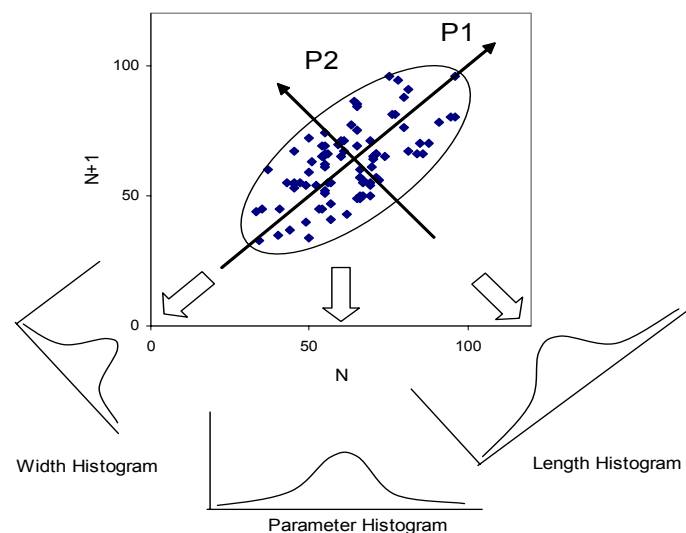 P1
P2
100
N+1
50
0
0
50
100
N
Width Histogram
Length Histogram
Parameter Histogram